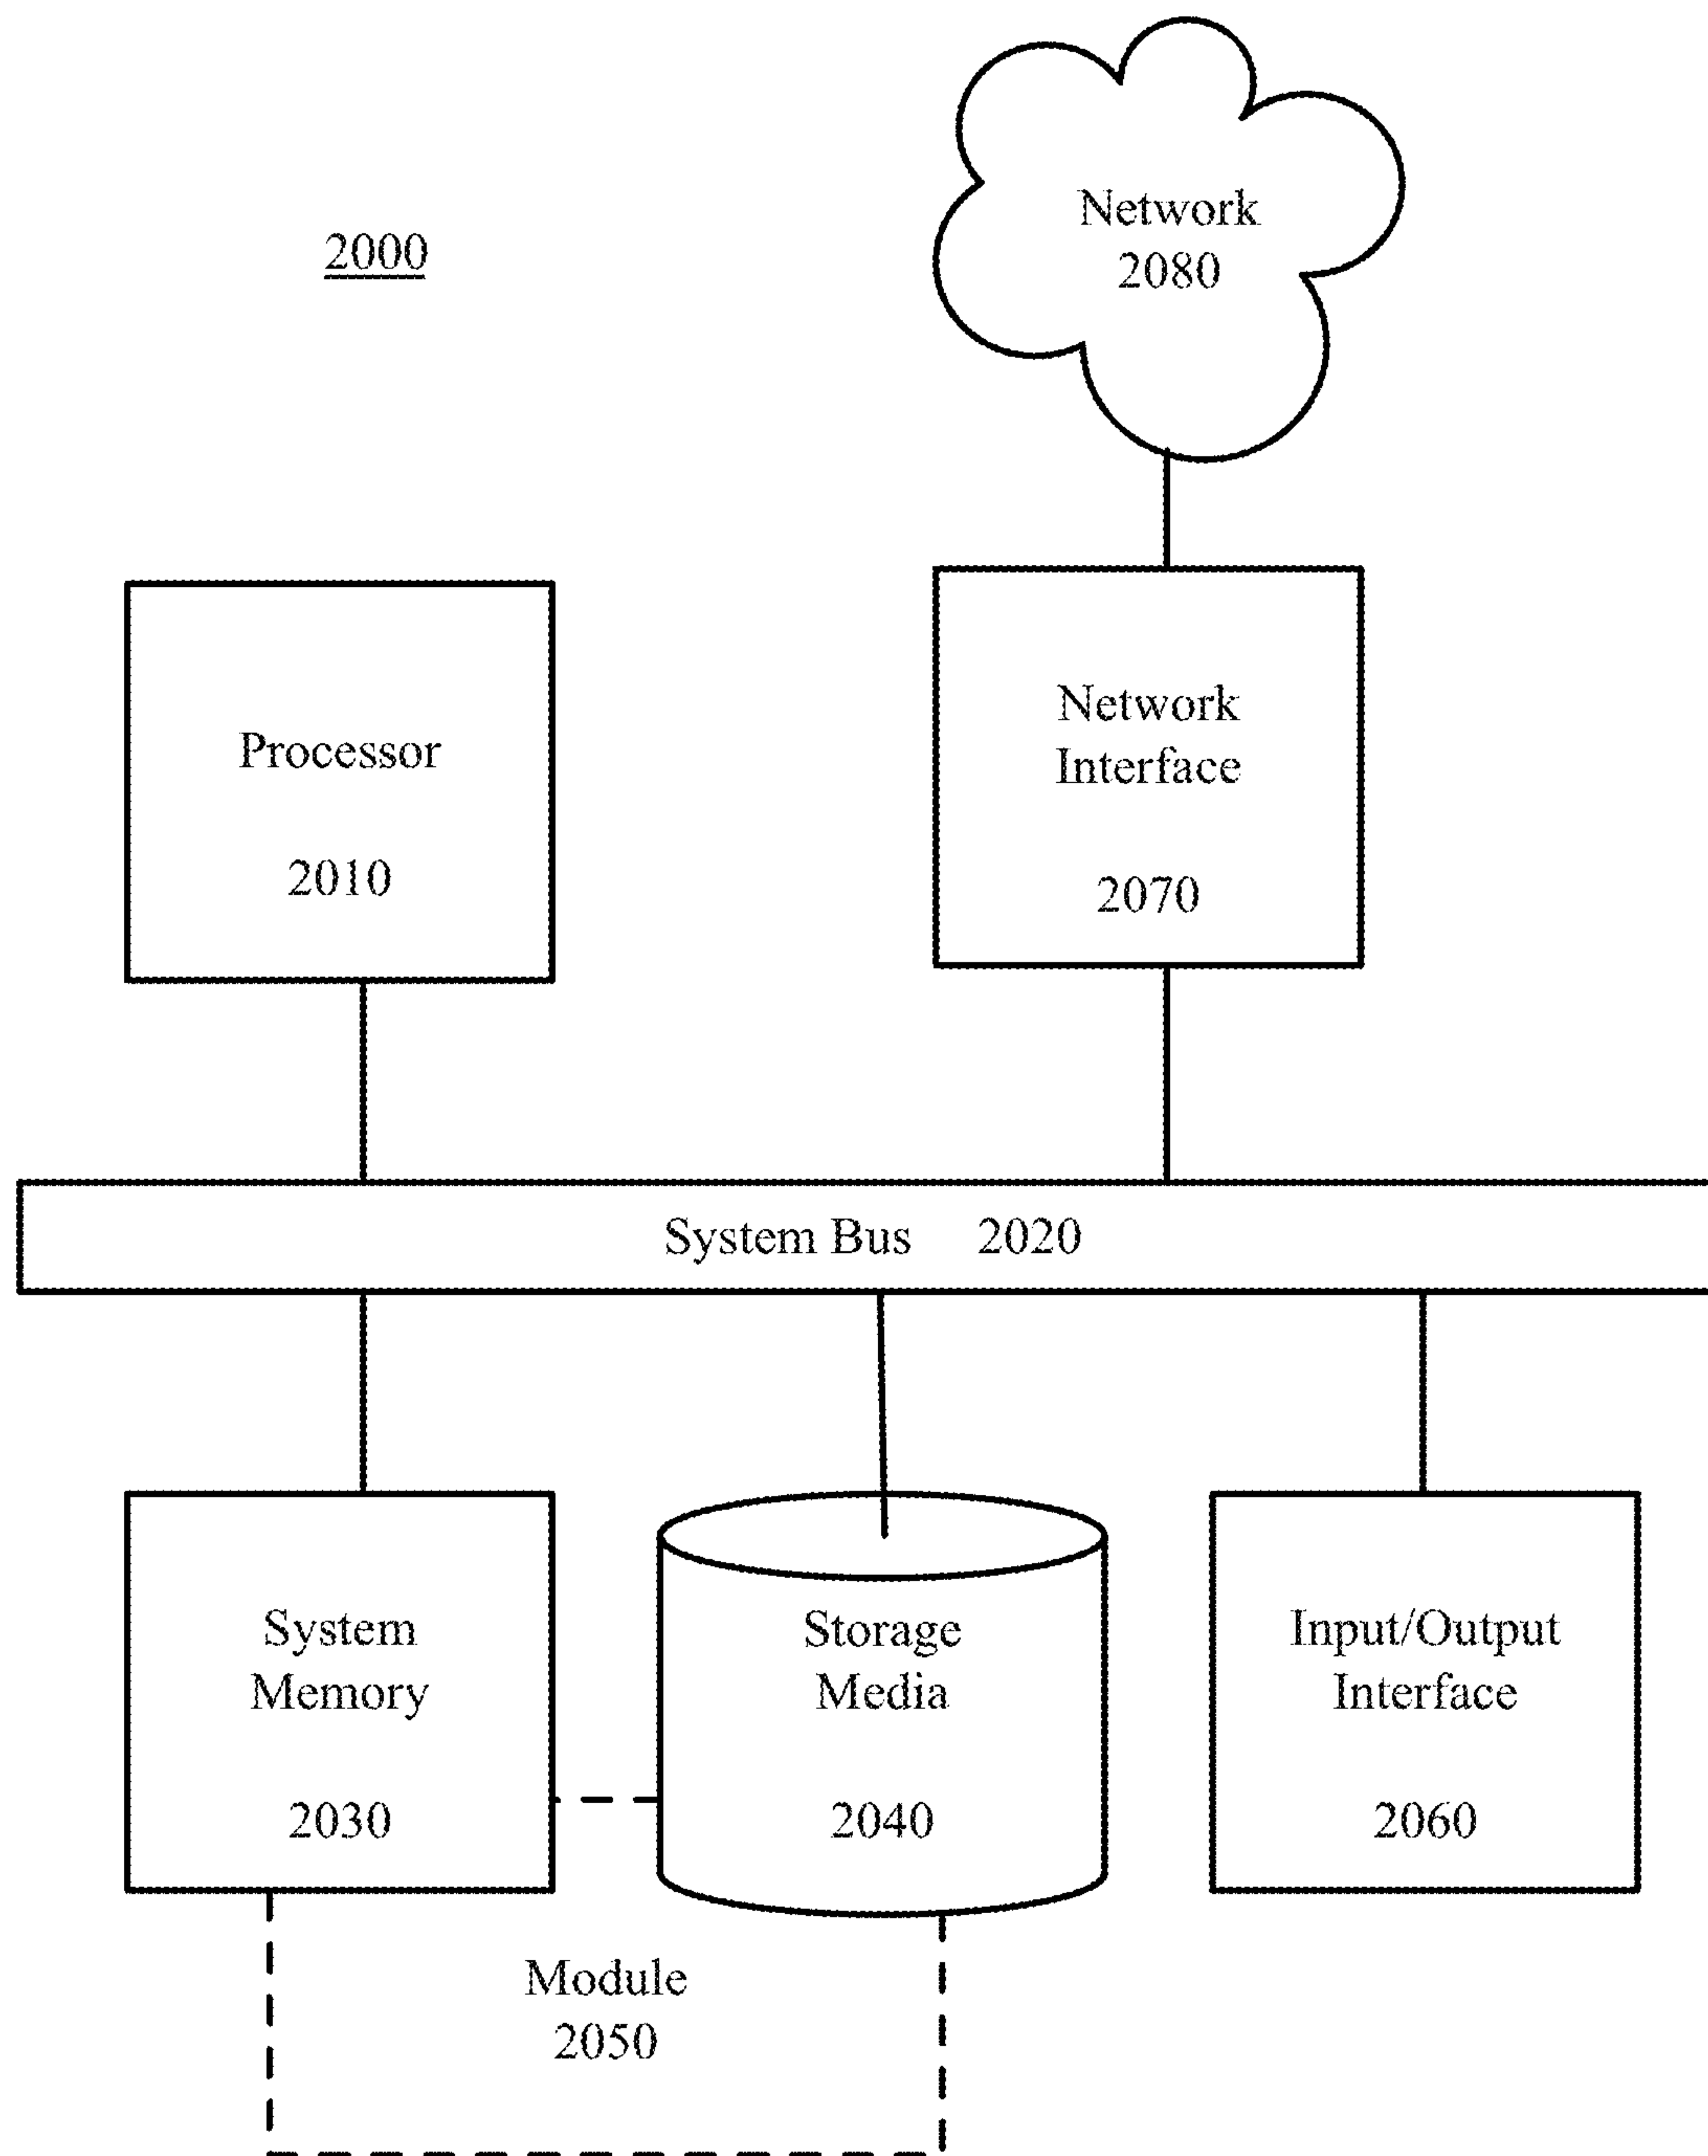 Network
2080
2000
Processor
2010
Network
Interface
2070
System Bus 2020
System
Memory
2030
Storage
Media
2040
Input/Output
Interface
2060
Module
2050